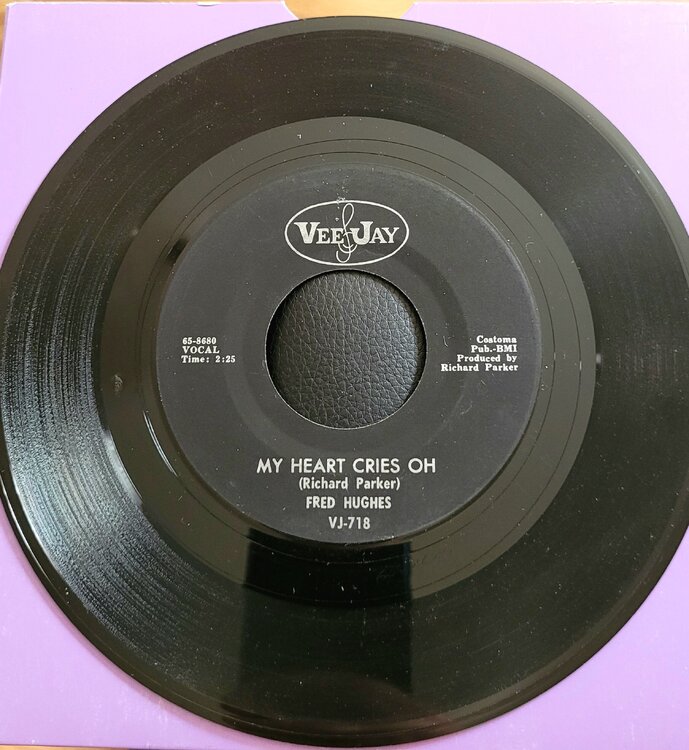 VEE JAY
65-8680
VOCAL
Time: 2:25
Costoma
Pub.-BMI
Produced by
Richard Parker
MY HEART CRIES OH
(Richard Parker)
FRED HUGHES
VJ-718